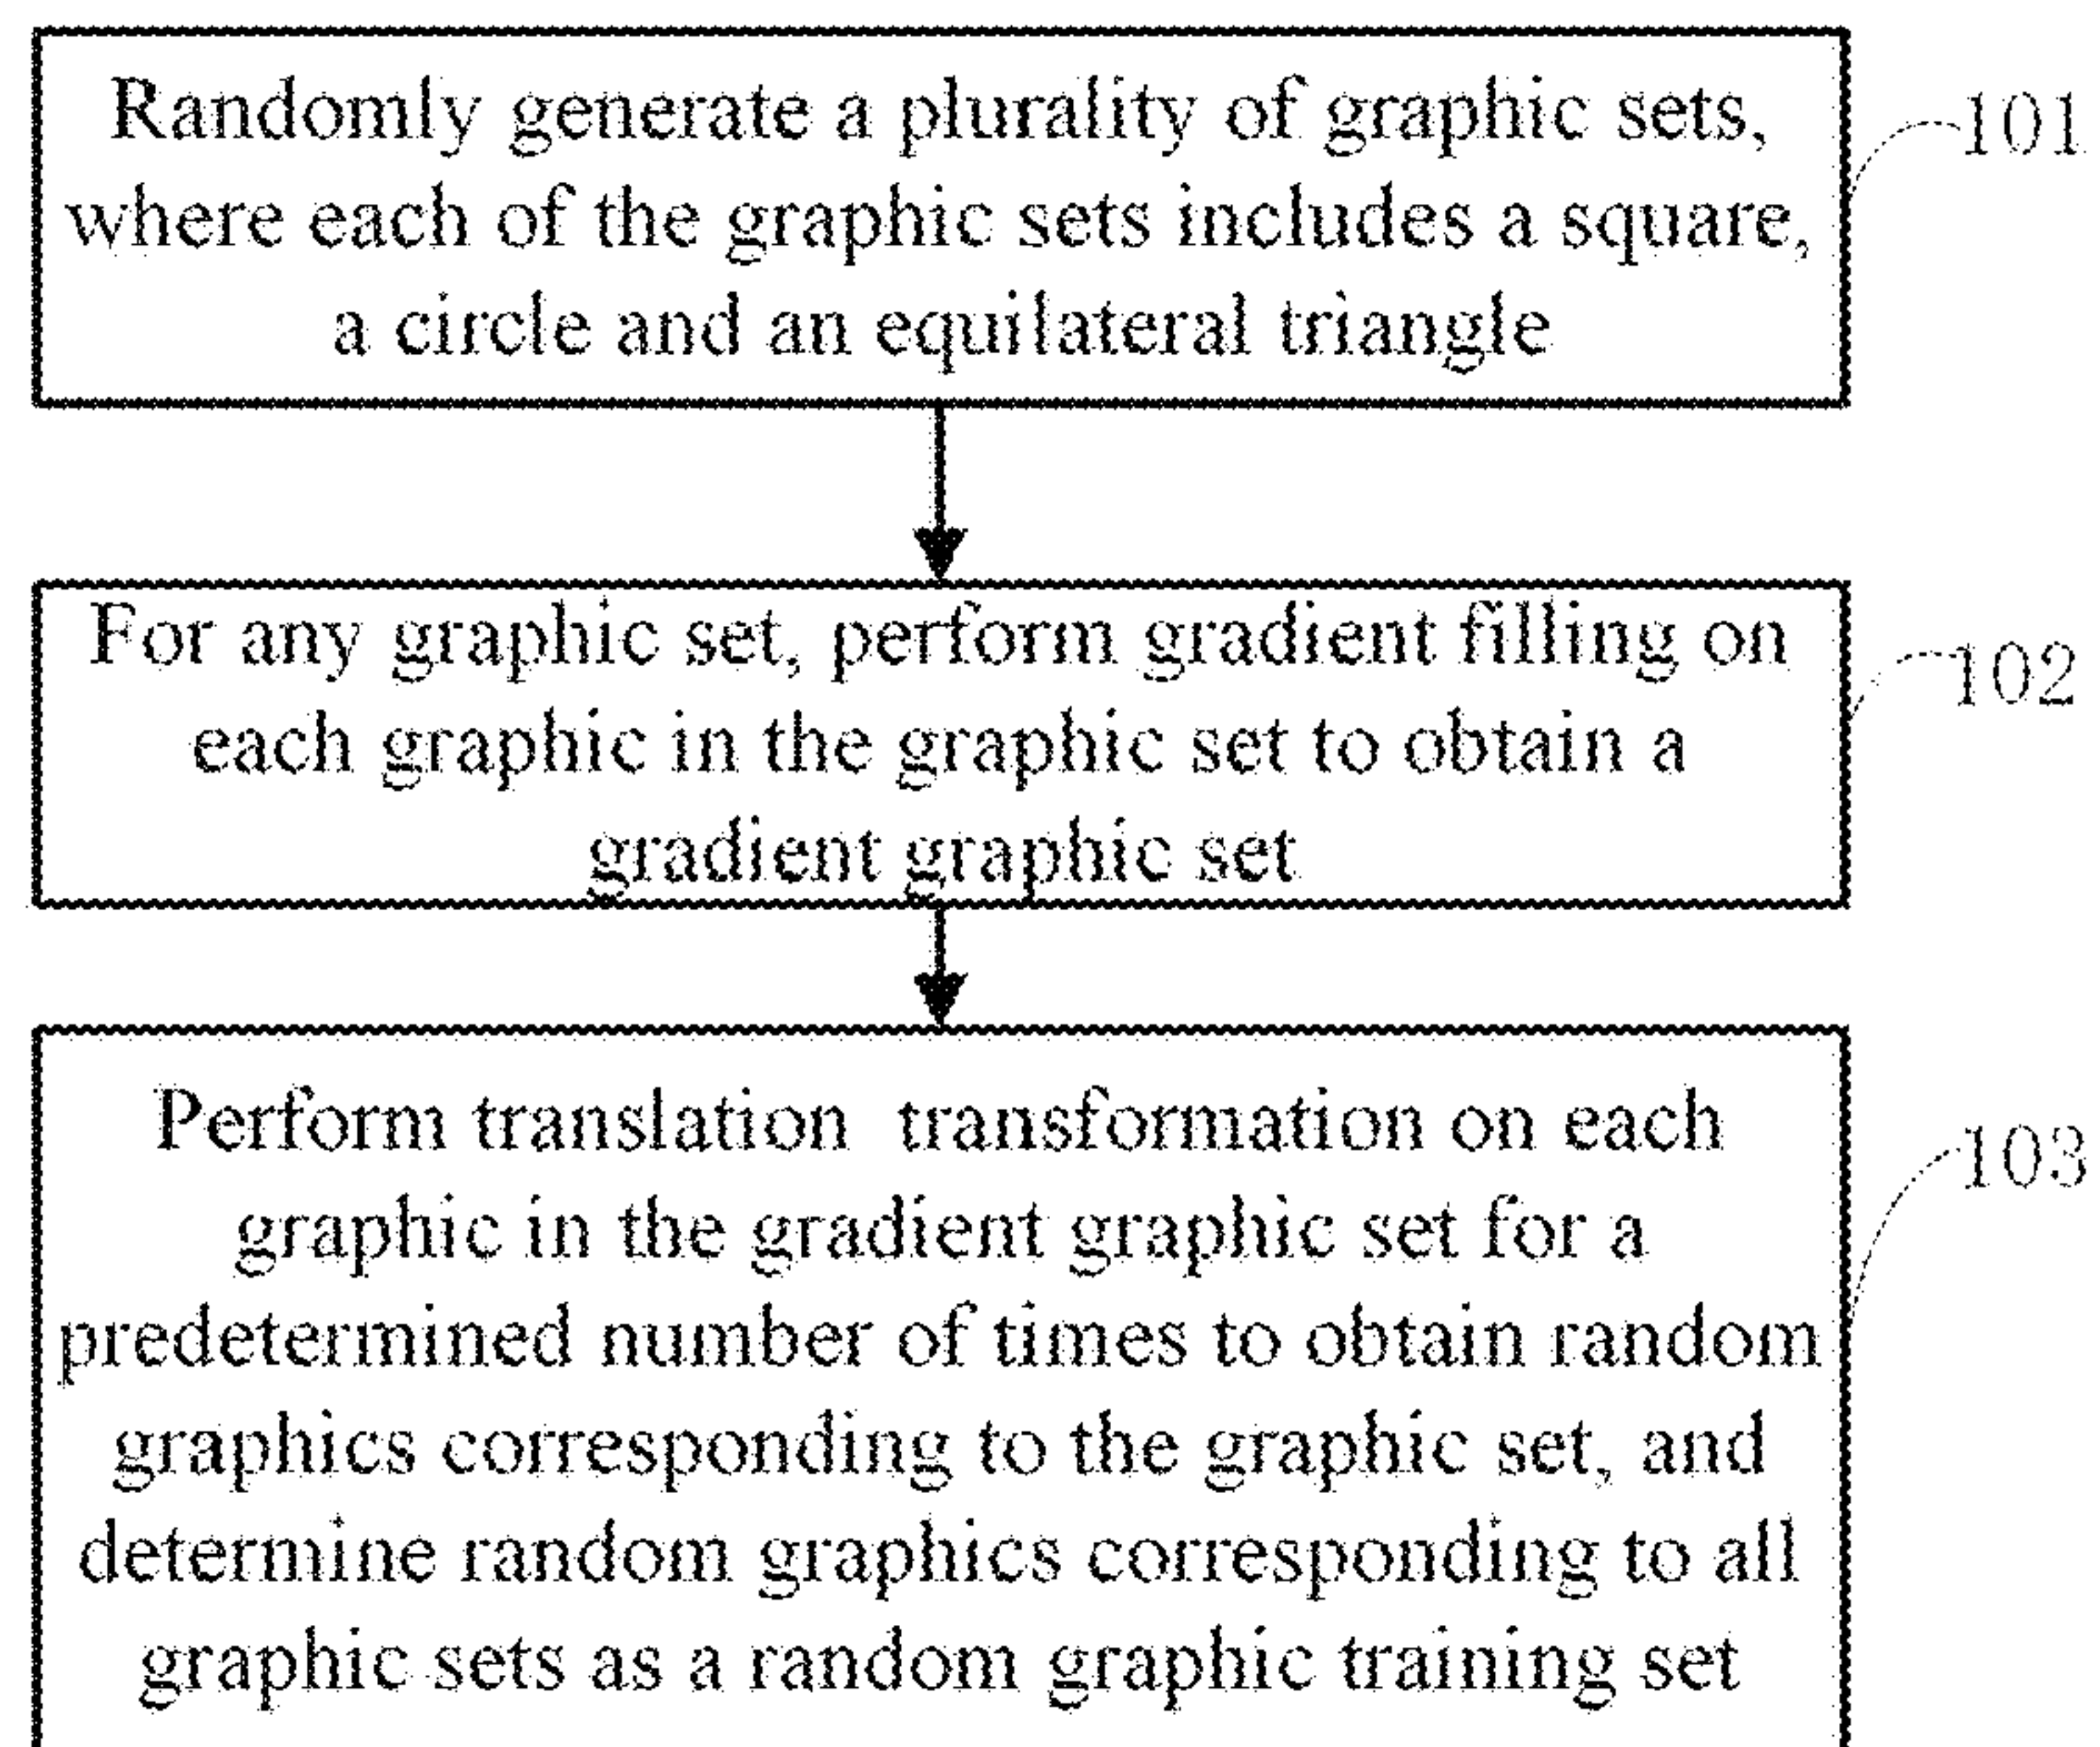 Randomly generate a plurality of graphic sets,
where each of the graphic sets includes a square,
a circle and an equilateral triangle
101
For any graphic set, perform gradient filling on
each graphic in the graphic set to obtain a
gradient graphic set
102
Perform translation transformation on each
graphic in the gradient graphic set for a
predetermined number of times to obtain random
graphics corresponding to the graphic set, and
determine random graphics corresponding to all
graphic sets as a random graphic training set
103